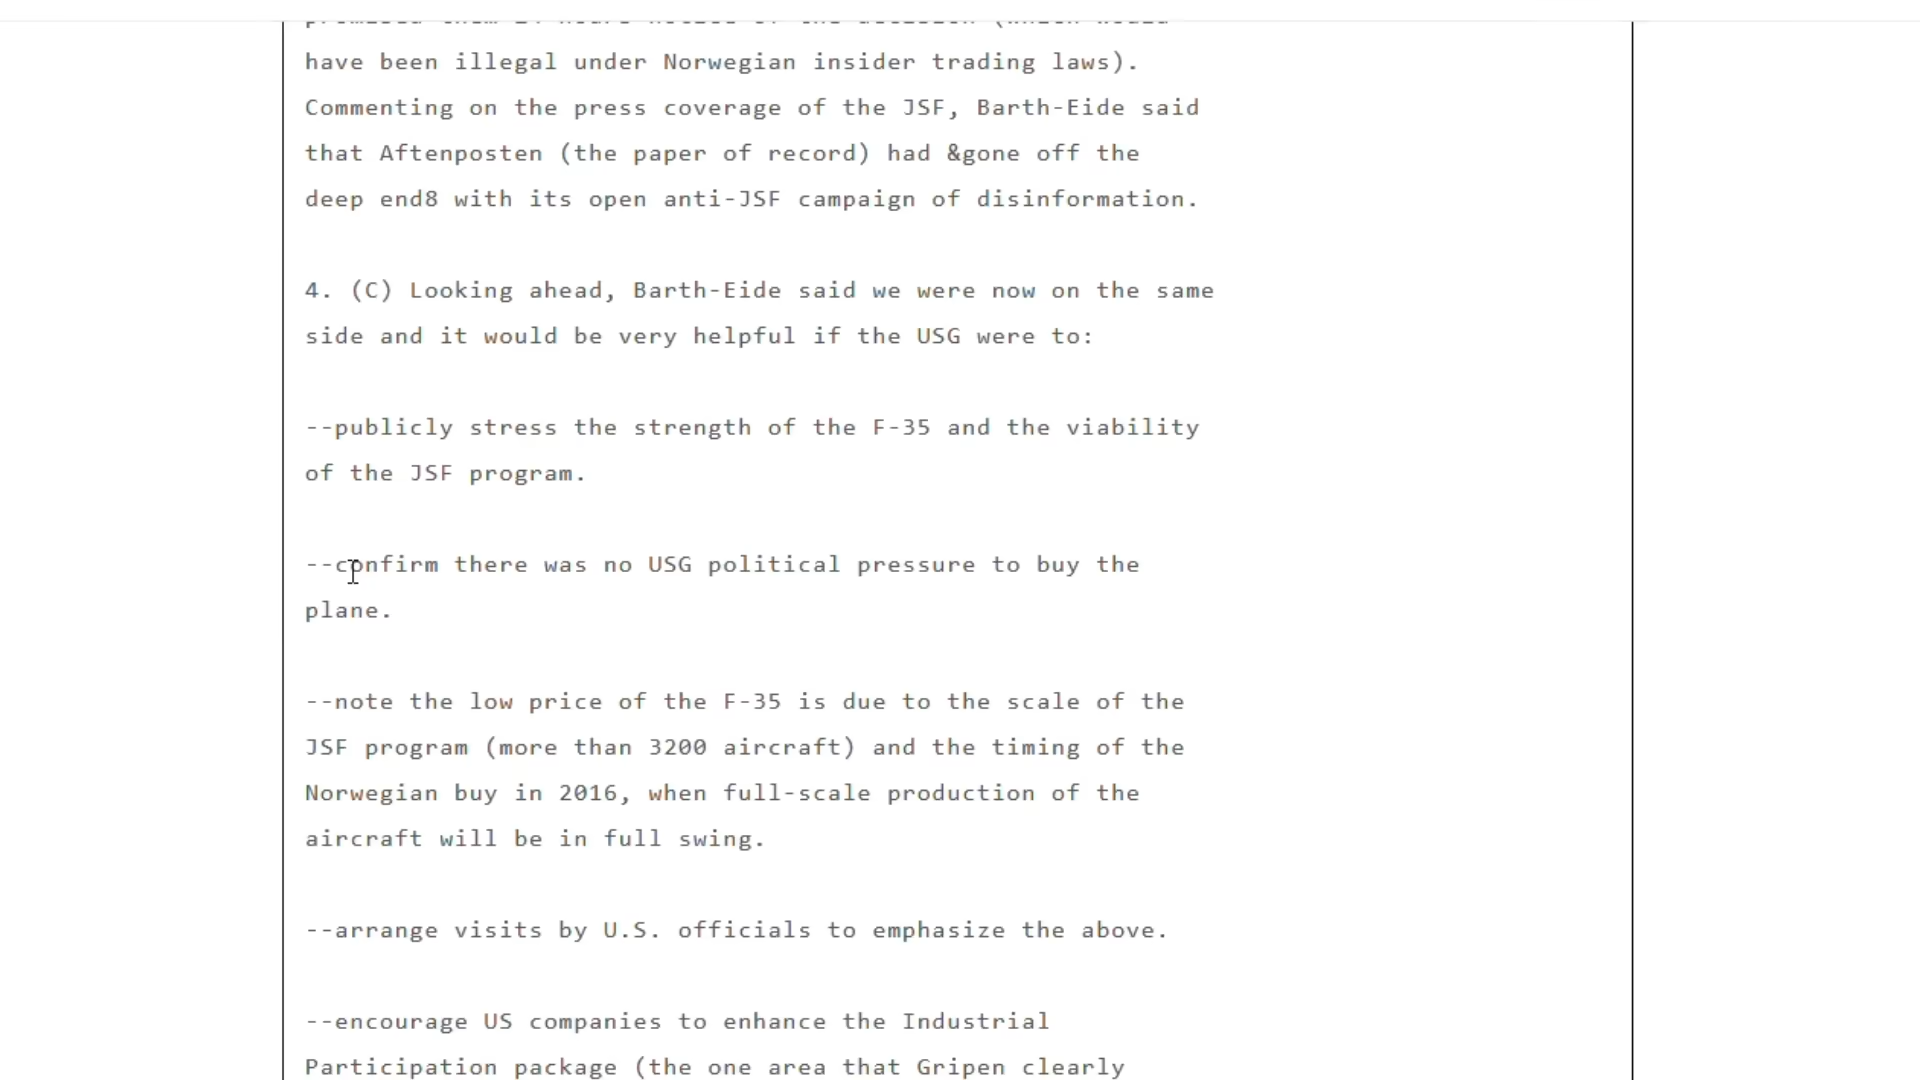 have been illegal under Norwegian insider trading laws).
Commenting on the press coverage of the JSF, Barth-Eide said
that Aftenposten (the paper of record) had &gone off the
deep end8 with its open anti-JSF campaign of disinformation.
4. (C) Looking ahead, Barth-Eide said we were now on the same
side and it would be very helpful if the USG were to:
--publicly stress the strength of the F-35 and the viability
of the JSF program.
--confirm there was no USG political pressure to buy the
plane.
--note the low price of the F-35 is due to the scale of the
JSF program (more than 3200 aircraft) and the timing of the
Norwegian buy in 2016, when full-scale production of the
aircraft will be in full swing.
--arrange visits by U.S. officials to emphasize the above.
--encourage US companies to enhance the Industrial
Participation package (the one area that Gripen clearly